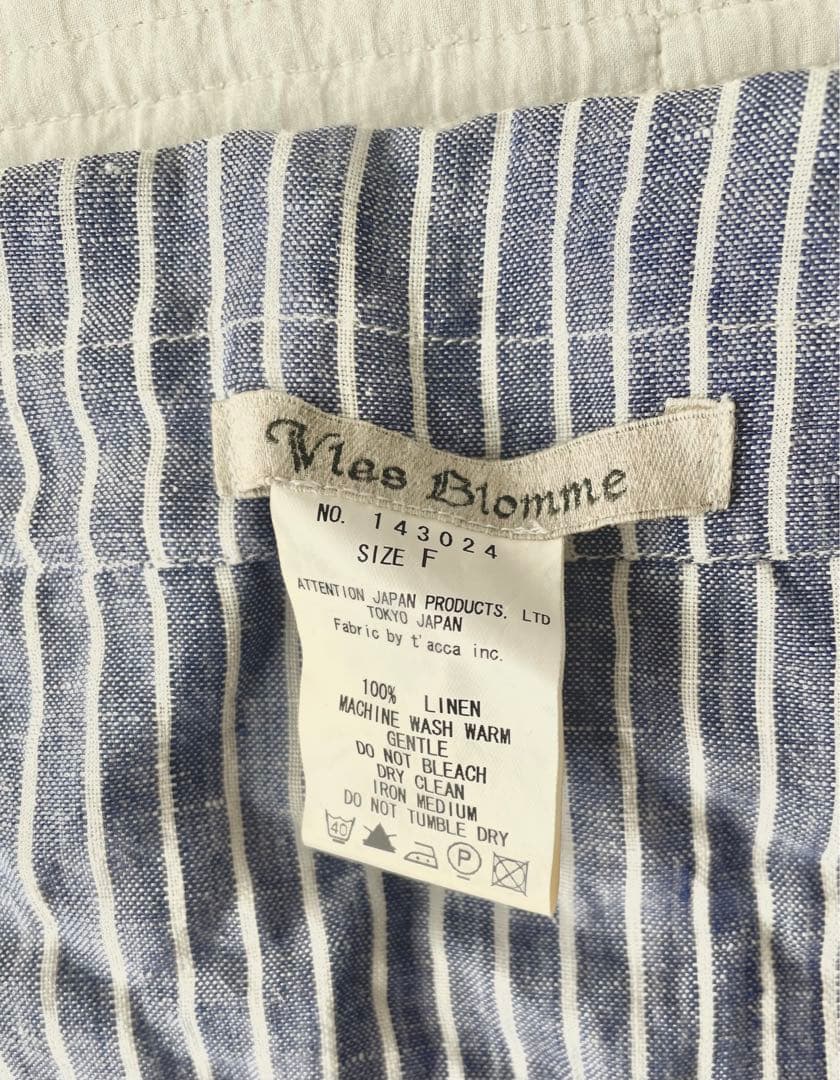 Vlas Blomme
NO. 143024
SIZE F
ATTENTION JAPAN PRODUCTS. LTD
TOKYO JAPAN
Fabric by t'acca inc.
100% LINEN
MACHINE WASH WARM
GENTLE
DO NOT BLEACH
DRY CLEAN
IRON MEDIUM
DO NOT TUMBLE DRY
40 P